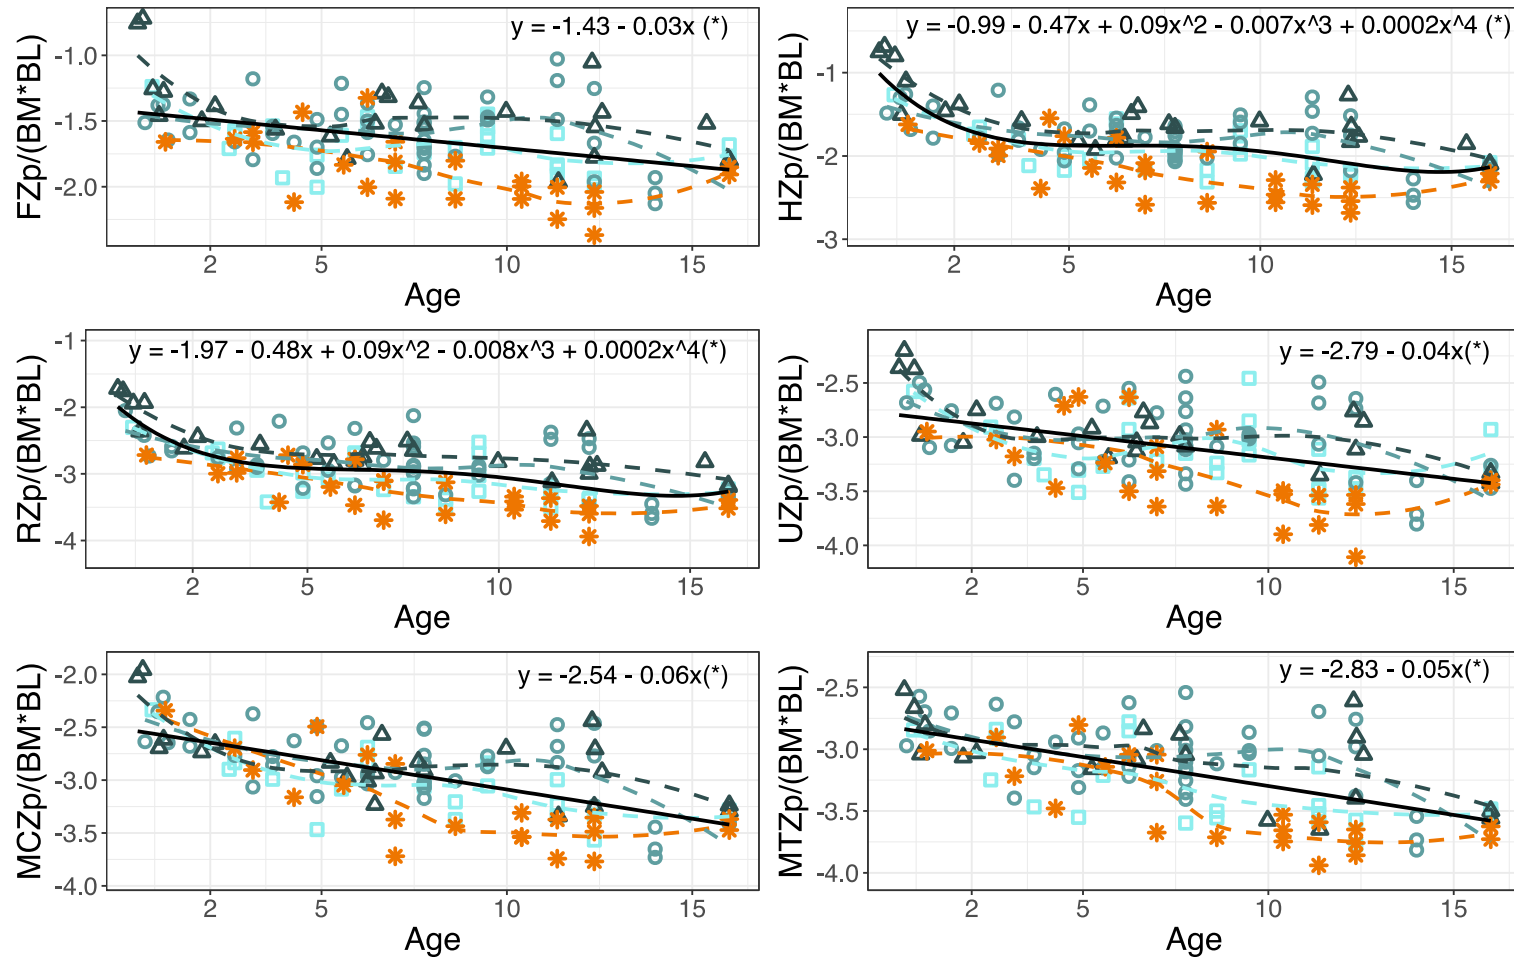 FZp/(BM*BL)
y = -1.43 - 0.03x (*)
-1.0
-1.5
-2.0
2 5 10 15
Age
HZp/(BM*BL)
y = -0.99 - 0.47x + 0.09x^2 - 0.007x^3 + 0.0002x^4 (*)
-1
-2
-3
2 5 10 15
Age
RZp/(BM*BL)
y = -1.97 - 0.48x + 0.09x^2 - 0.008x^3 + 0.0002x^4(*)
-1
-2
-3
-4
2 5 10 15
Age
UZp/(BM*BL)
y = -2.79 - 0.04x(*)
-2.5
-3.0
-3.5
-4.0
2 5 10 15
Age
MCZp/(BM*BL)
y = -2.54 - 0.06x(*)
-2.0
-2.5
-3.0
-3.5
-4.0
2 5 10 15
Age
MTZp/(BM*BL)
y = -2.83 - 0.05x(*)
-2.5
-3.0
-3.5
-4.0
2 5 10 15
Age